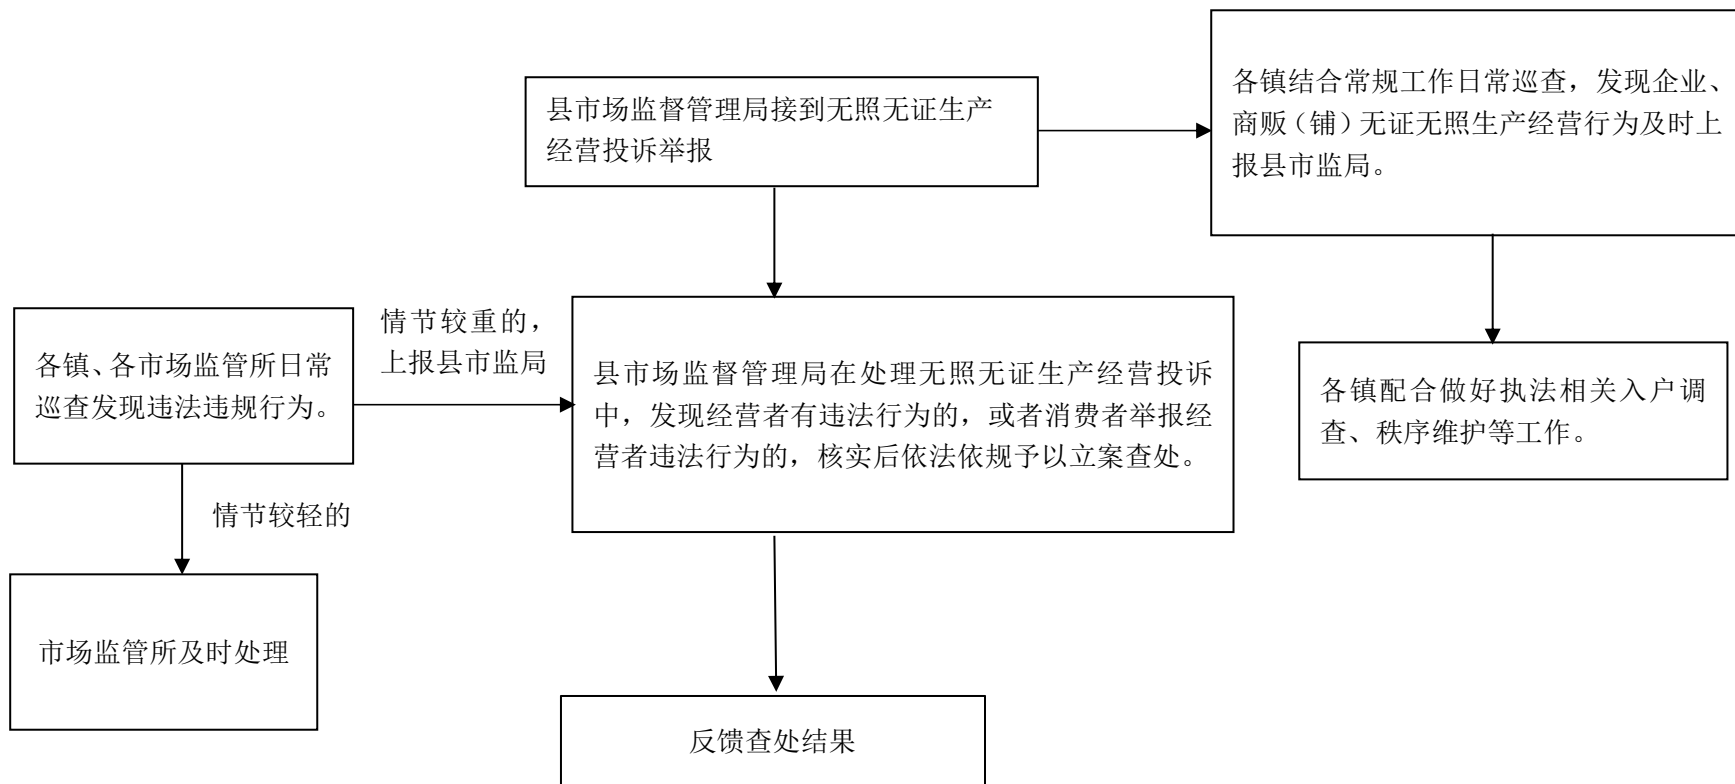 县市场监督管理局接到无照无证生产
经营投诉举报
各镇结合常规工作日常巡查，发现企业、
商贩（铺）无证无照生产经营行为及时上
报县市监局。
各镇、各市场监管所日常
巡查发现违法违规行为。
情节较重的，
上报县市监局
县市场监督管理局在处理无照无证生产经营投诉
中，发现经营者有违法行为的，或者消费者举报经
营者违法行为的，核实后依法依规予以立案查处。
各镇配合做好执法相关入户调
查、秩序维护等工作。
情节较轻的
市场监管所及时处理
反馈查处结果